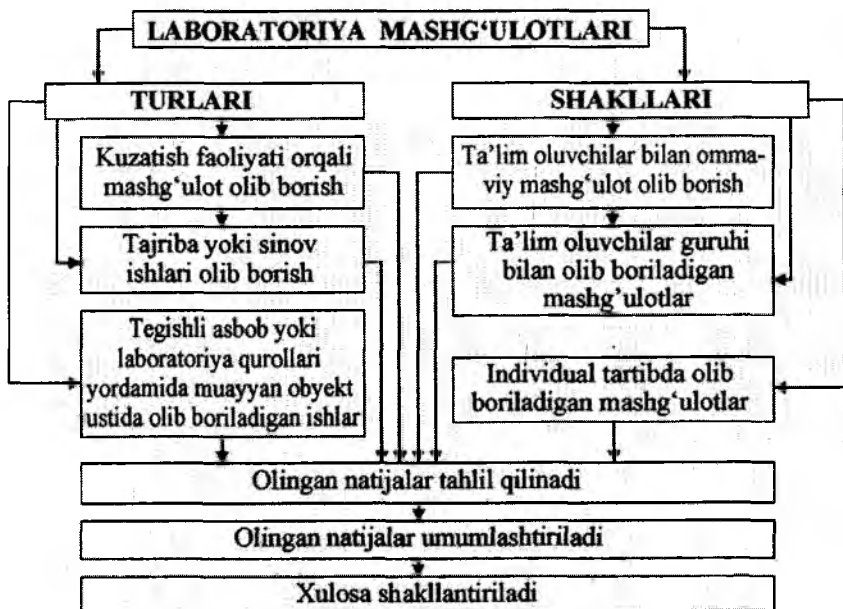 LABORATORIYA MASHG‘ULOTLARI
TURLARI
Kuzatish faoliyati orqali
mashg‘ulot olib borish
Tajriba yoki sinov
ishlari olib borish
Tegishli asbob yoki
laboratoriya qurollari
yordamida muayyan obyekt
ustida olib boriladigan ishlar
SHAKLLARI
Ta’lim oluvchilar bilan omma-
viy mashg‘ulot olib borish
Ta’lim oluvchilar guruhi
bilan olib boriladigan
mashg‘ulotlar
Individual tartibda olib
boriladigan mashg‘ulotlar
Olingan natijalar tahlil qilinadi
Olingan natijalar umumlashtiriladi
Xulosa shakllantiriladi